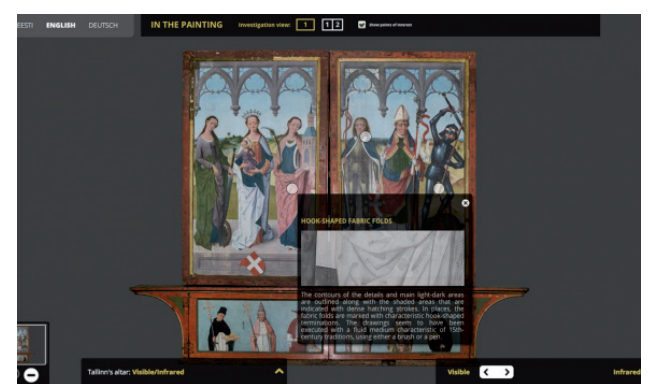 EESTI ENGLISH DEUTSCH IN THE PAINTING Investigation view: 1 1 2 Show points of interest
HOOK-SHAPED FABRIC FOLDS
The contours of the details and main light-dark areas
are outlined along with the shaded areas that are
indicated with dense hatching strokes. In places, the
fabric folds are marked with characteristic hook-shaped
terminations. The drawings seem to have been
executed with a fluid medium characteristic of 15th-
century traditions, using either a brush or a pen.
Tallinn's altar: Visible/Infrared Visible Infrared